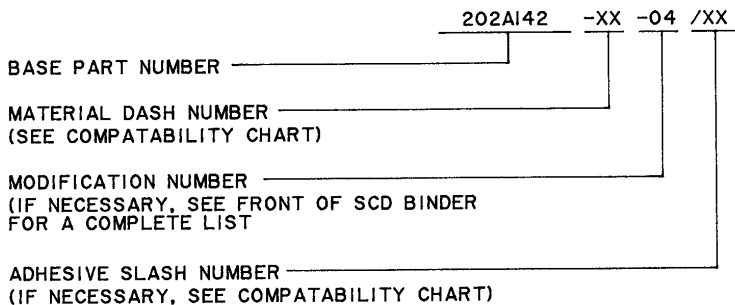 202A142 -XX -04 /XX
BASE PART NUMBER
MATERIAL DASH NUMBER
(SEE COMPATABILITY CHART)
MODIFICATION NUMBER
(IF NECESSARY, SEE FRONT OF SCD BINDER
FOR A COMPLETE LIST
ADHESIVE SLASH NUMBER
(IF NECESSARY, SEE COMPATABILITY CHART)